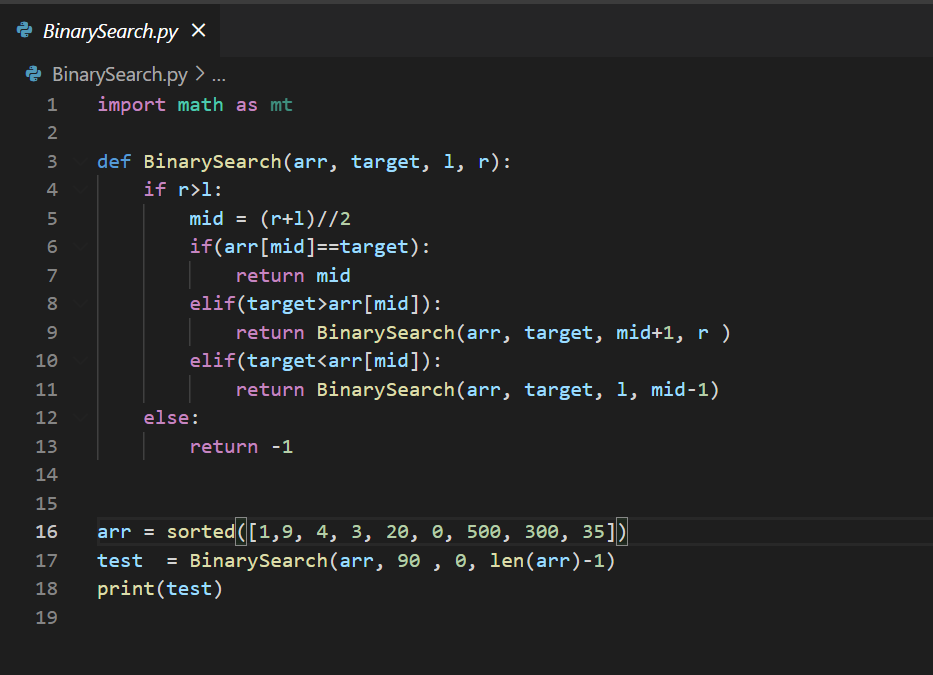 BinarySearch.py ×
BinarySearch.py > ...
1 import math as mt
2
3 def BinarySearch(arr, target, l, r):
4     if r>l:
5         mid = (r+l)//2
6         if(arr[mid]==target):
7             return mid
8         elif(target>arr[mid]):
9             return BinarySearch(arr, target, mid+1, r )
10         elif(target<arr[mid]):
11             return BinarySearch(arr, target, l, mid-1)
12     else:
13         return -1
14
15
16 arr = sorted([1,9, 4, 3, 20, 0, 500, 300, 35])
17 test  = BinarySearch(arr, 90 , 0, len(arr)-1)
18 print(test)
19